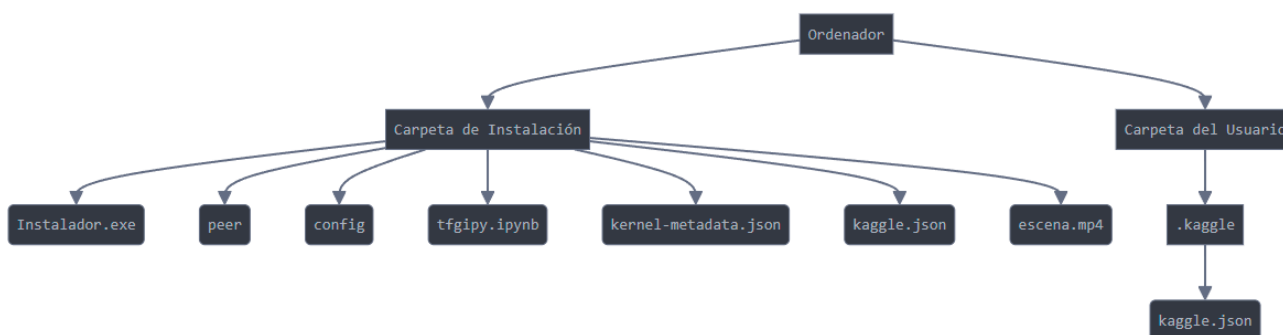 Ordenador
Carpeta de Instalación
Carpeta del Usuario
Instalador.exe
peer
config
tfgipy.ipynb
kernel-metadata.json
kaggle.json
escena.mp4
.kaggle
kaggle.json